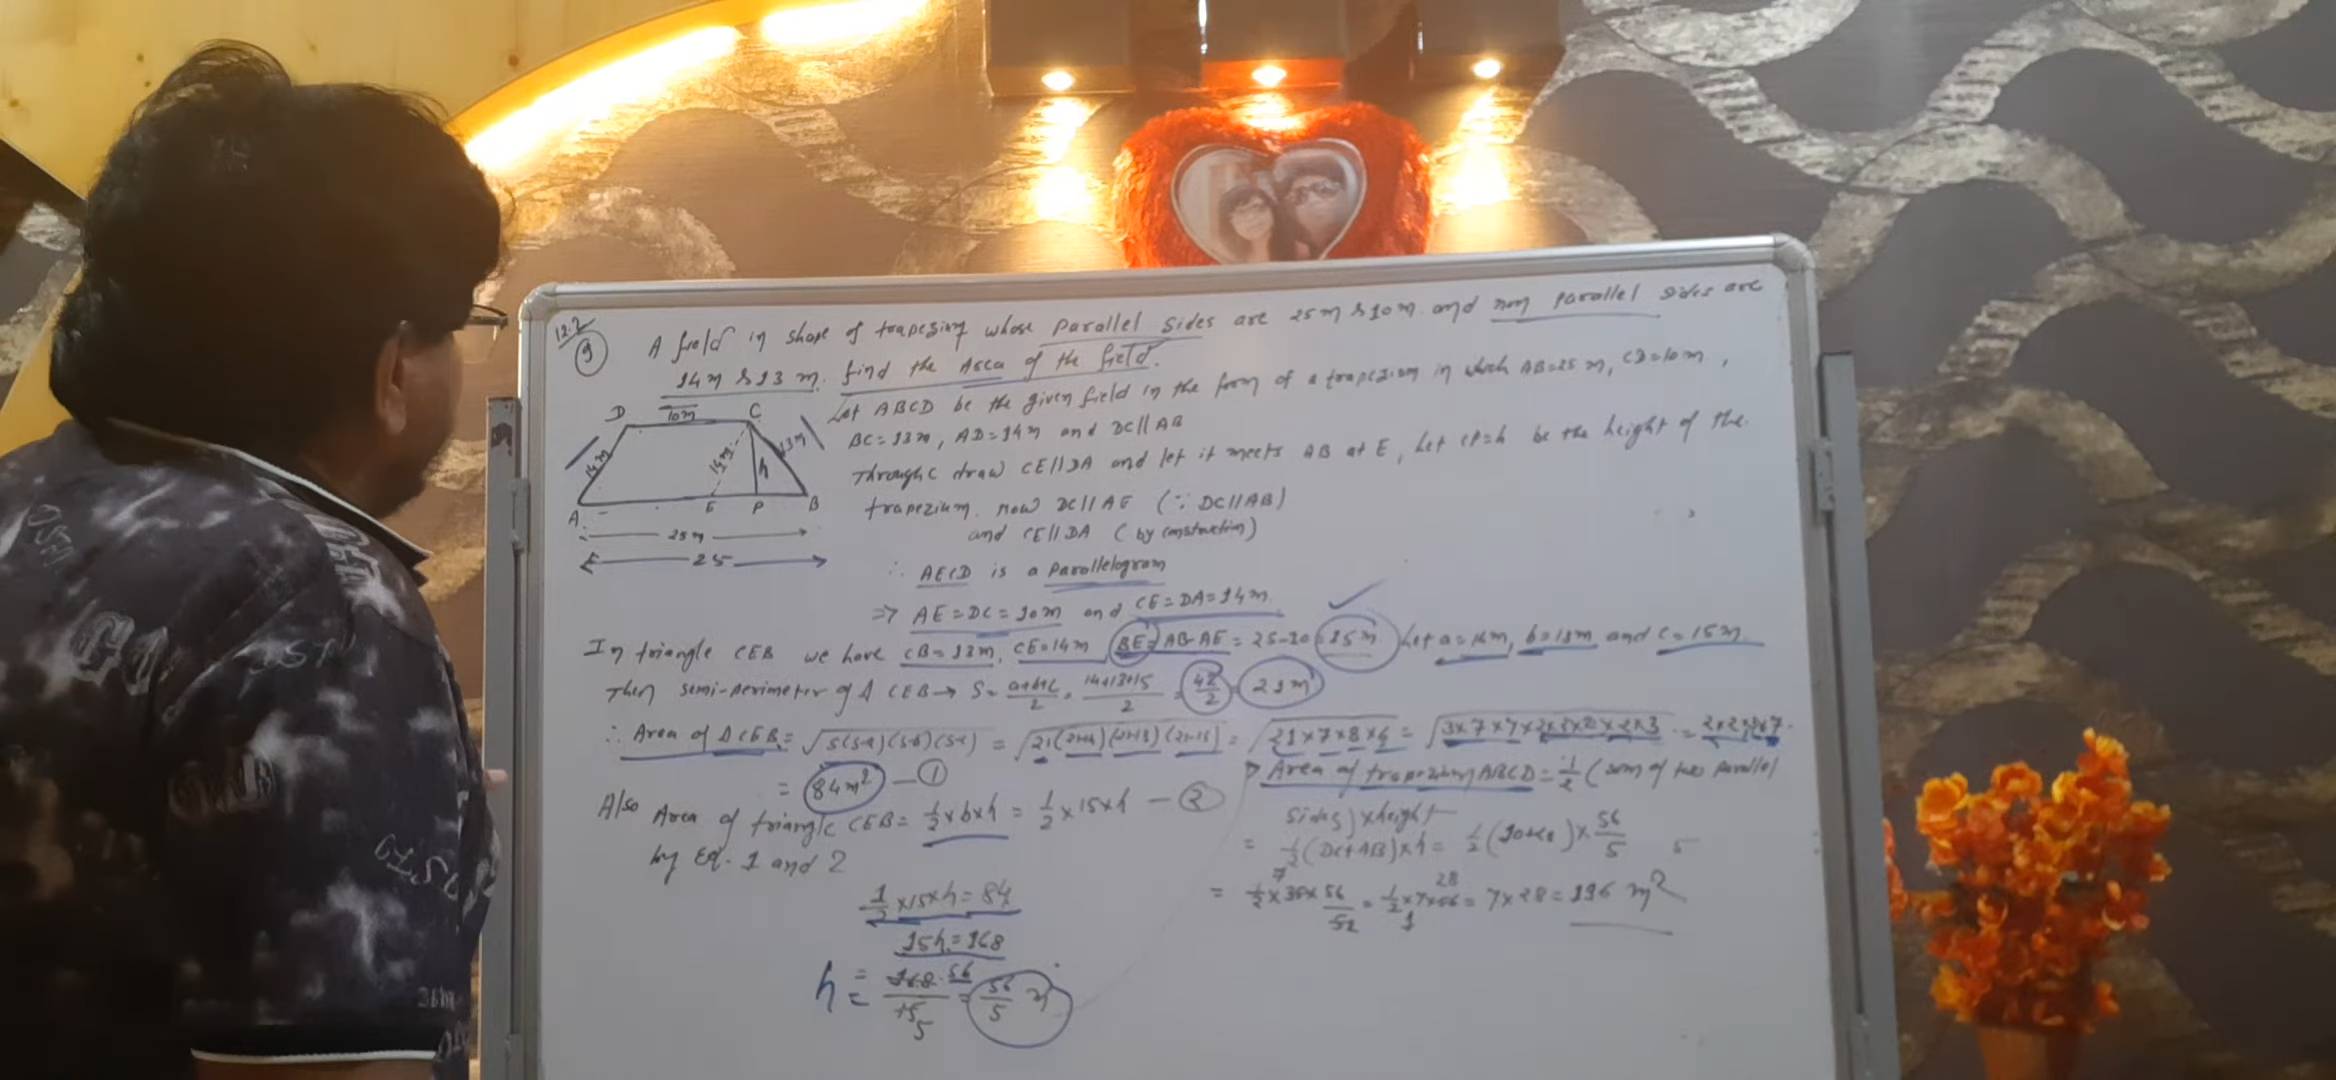 12.2
9
A field in shape of trapezium whose parallel sides are 25m & 10m. and non parallel sides are
14m & 13 m. find the Area of the field.
D 10m C
14m 14m h 13m
A E P B
25m
25
Let ABCD be the given field in the form of a trapezium in which AB=25 m, CD=10m,
BC = 13m, AD=14m and DC||AB
Through C draw CE||DA and let it meets AB at E, Let CP=h be the height of the
trapezium. now DC||AE (∵ DC||AB)
and CE||DA (by construction)
∴ AECD is a parallelogram
=> AE = DC = 10m and CE = DA = 14m.
In triangle CEB we have CB = 13m, CE=14m BE = AB-AE = 25-10=15m Let a=14m, b=13m and c=15m
Then semi-perimeter of Δ CEB → S = a+b+c/2 = 14+13+15/2 = 42/2 = 21m
∴ Area of ΔCEB = √s(s-a)(s-b)(s-c) = √21(21-14)(21-13)(21-15) = √21×7×8×6 = √3×7×7×2×2×2×2×3 = 2×2×3×7
= 84m² — ①
Also Area of triangle CEB = 1/2 × b × h = 1/2 × 15 × h — ②
by Eq. 1 and 2
1/2 × 15 × h = 84
15h = 168
h = 168/15 56/5 = 56/5 m
Area of trapezium ABCD = 1/2 (sum of two parallel
sides) × height
= 1/2 (DC+AB) × h = 1/2 (10+25) × 56/5
= 1/2 × 35 × 56/5 = 1/2 × 7 × 56 = 7 × 28 = 196 m²